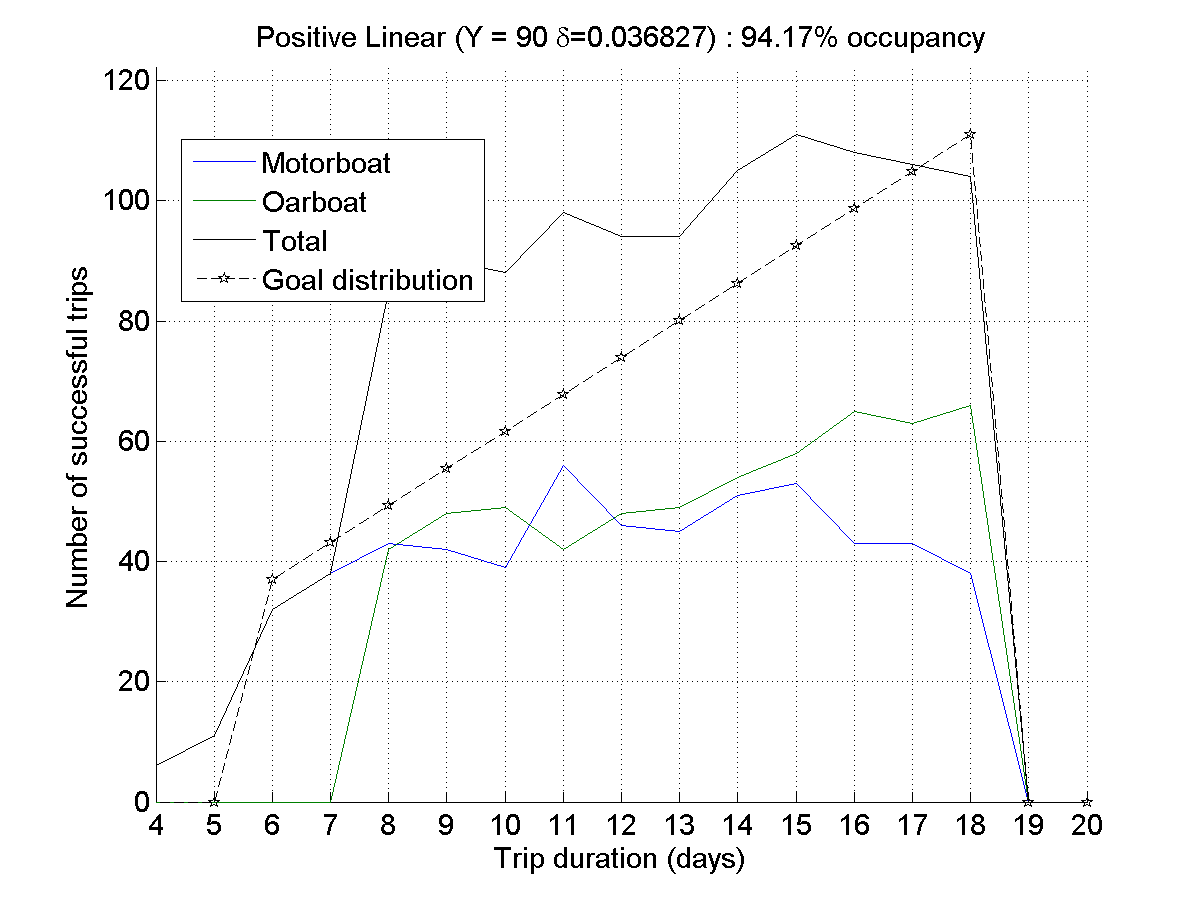 Positive Linear (Y = 90 δ=0.036827) : 94.17% occupancy
120
100
80
60
40
20
0
Number of successful trips
Motorboat
Oarboat
Total
Goal distribution
4 5 6 7 8 9 10 11 12 13 14 15 16 17 18 19 20
Trip duration (days)